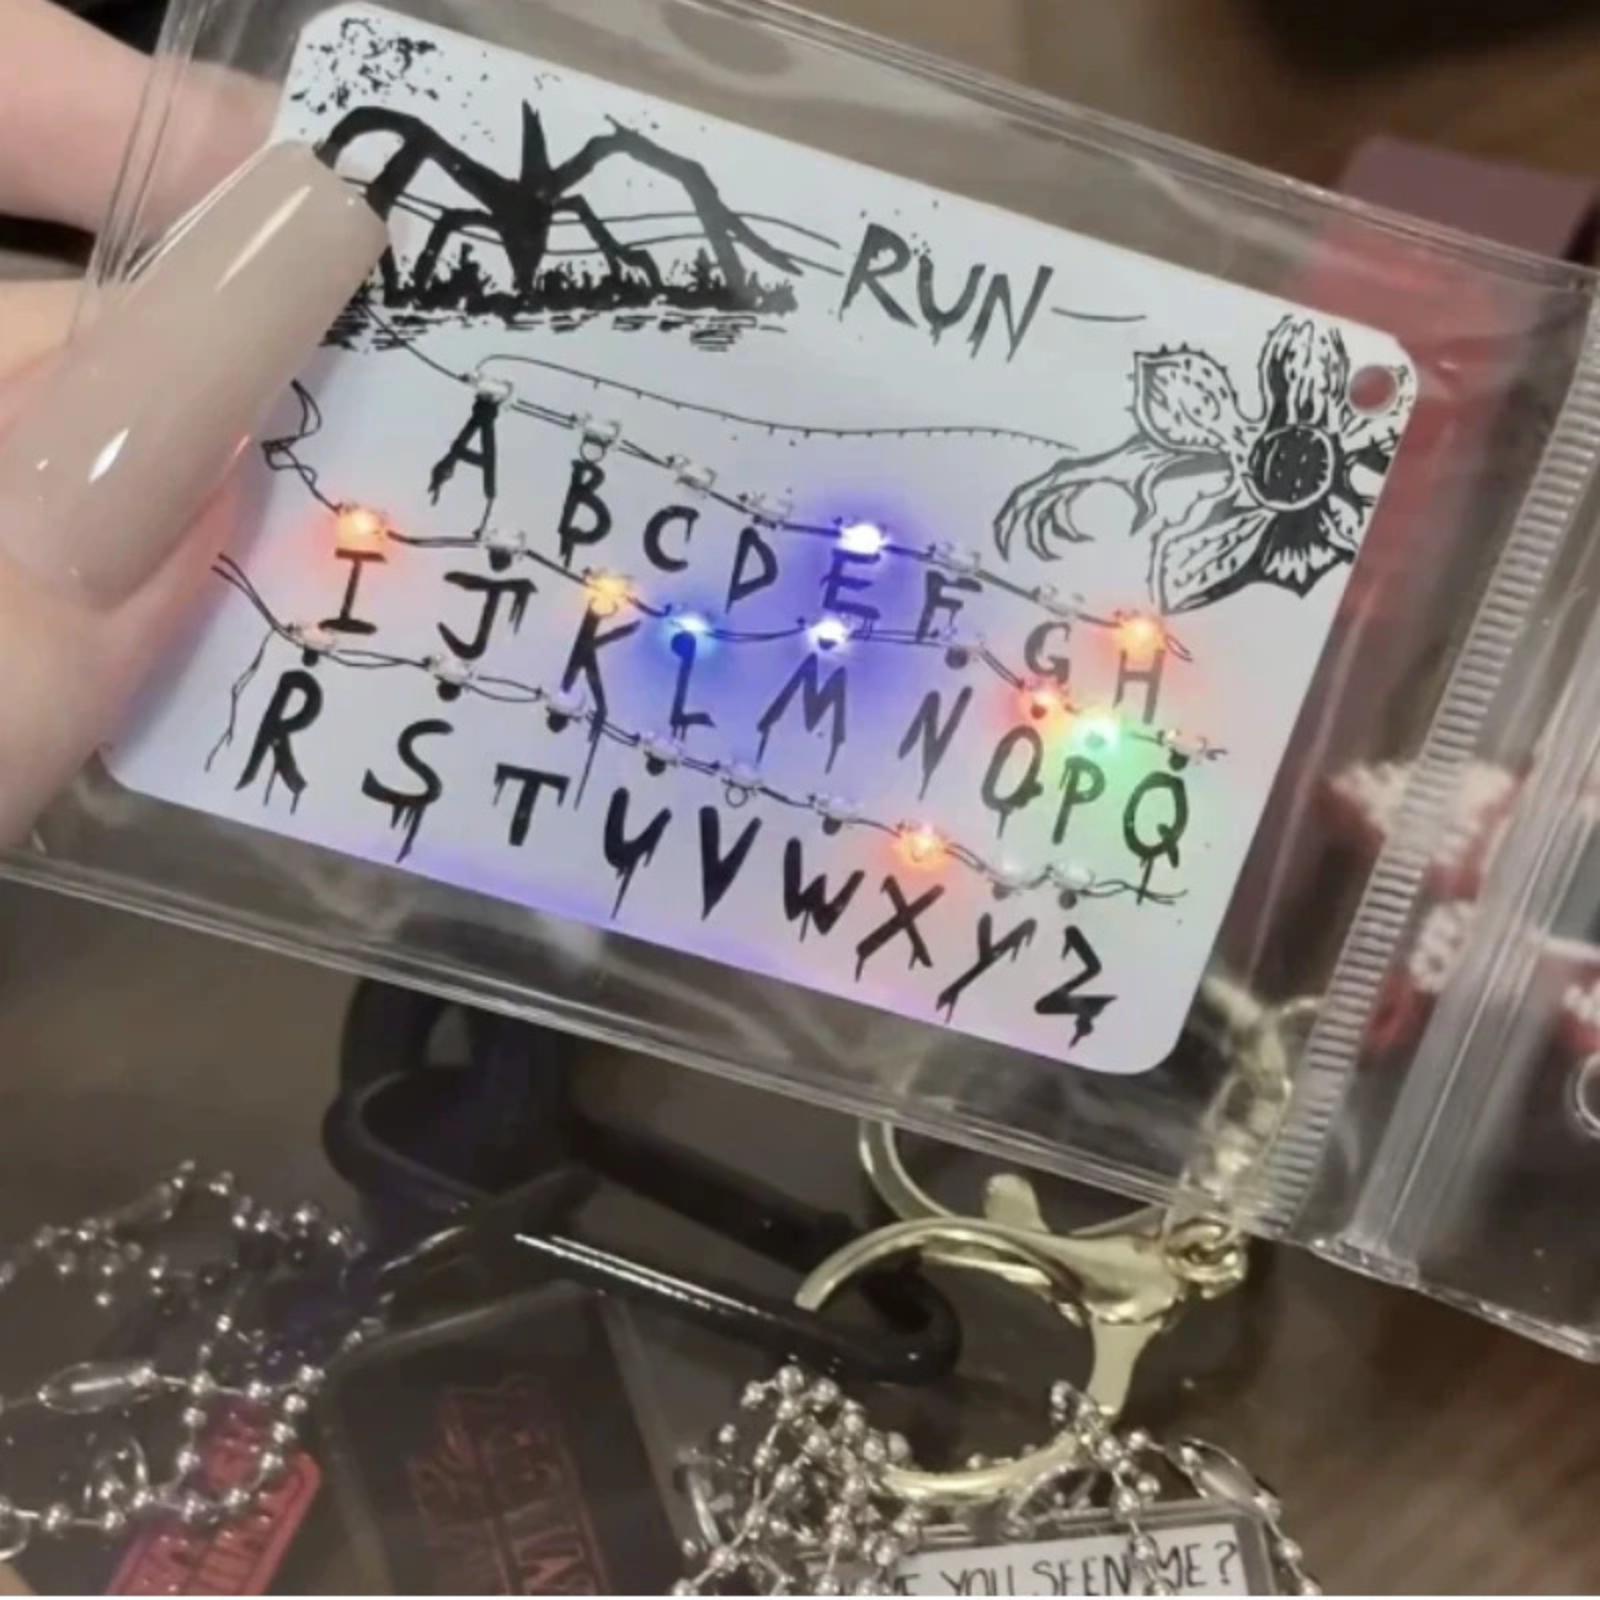 RUN
A B C D E F G H
I J K L M N O P Q
R S T U V W X Y Z
YOU SEEN ME?